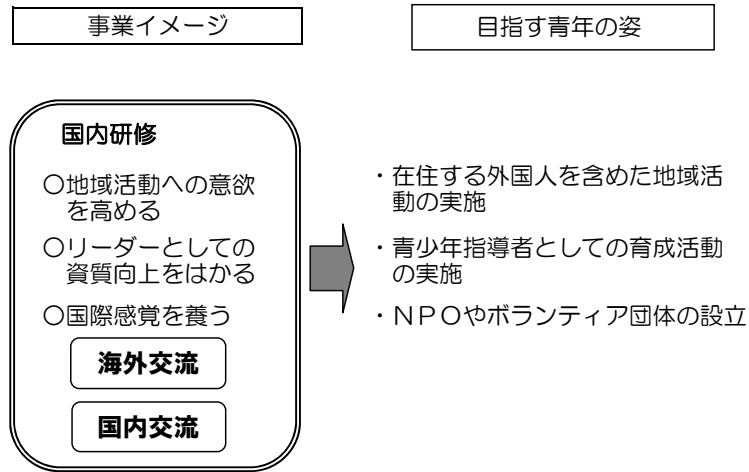 事業イメージ
目指す青年の姿
国内研修
〇地域活動への意欲
を高める
〇リーダーとしての
資質向上をはかる
〇国際感覚を養う
海外交流
国内交流
・在住する外国人を含めた地域活
動の実施
・青少年指導者としての育成活動
の実施
・ＮＰＯやボランティア団体の設立